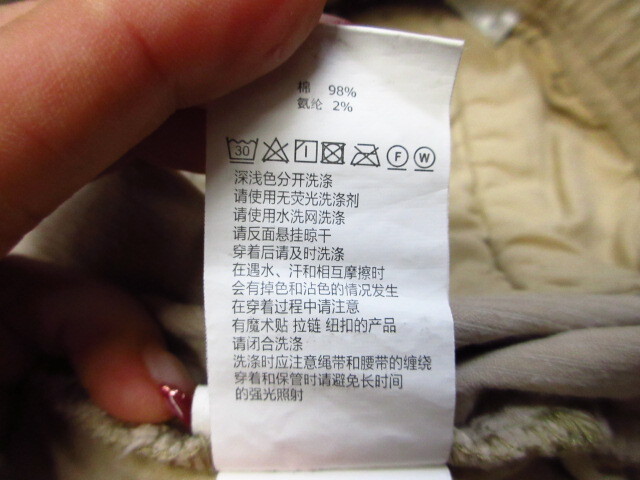 棉 98%
氨纶 2%
30 F W
深浅色分开洗涤
请使用无荧光洗涤剂
请使用水洗网洗涤
请反面悬挂晾干
穿着后请及时洗涤
在遇水、汗和相互摩擦时
会有掉色和沾色的情况发生
在穿着过程中请注意
有魔术贴 拉链 纽扣的产品
请闭合洗涤
洗涤时应注意绳带和腰带的缠绕
穿着和保管时请避免长时间
的强光照射